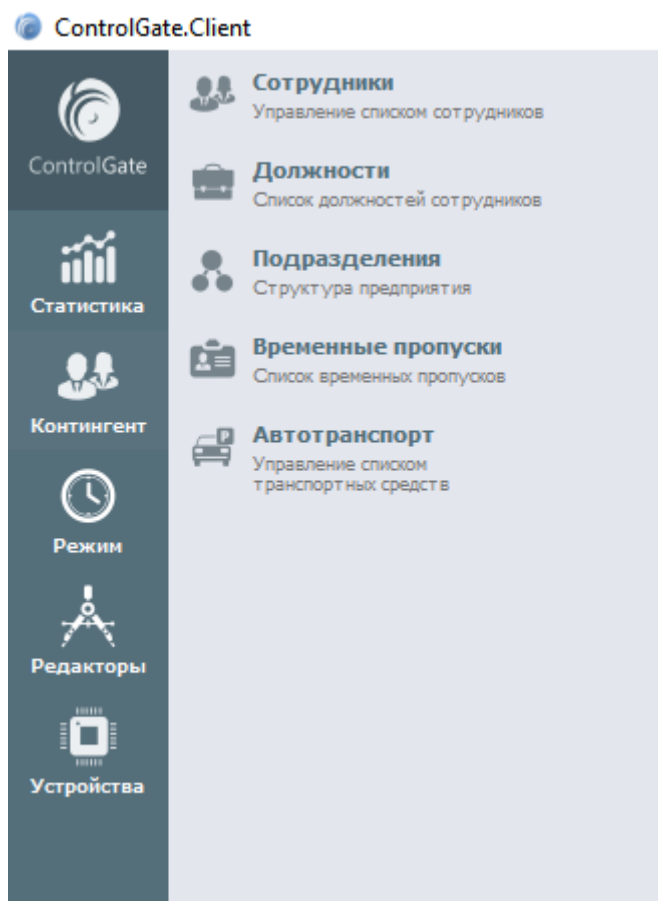 ControlGate.Client
ControlGate
Статистика
Контингент
Режим
Редакторы
Устройства
Сотрудники
Управление списком сотрудников
Должности
Список должностей сотрудников
Подразделения
Структура предприятия
Временные пропуски
Список временных пропусков
Автотранспорт
Управление списком
транспортных средств